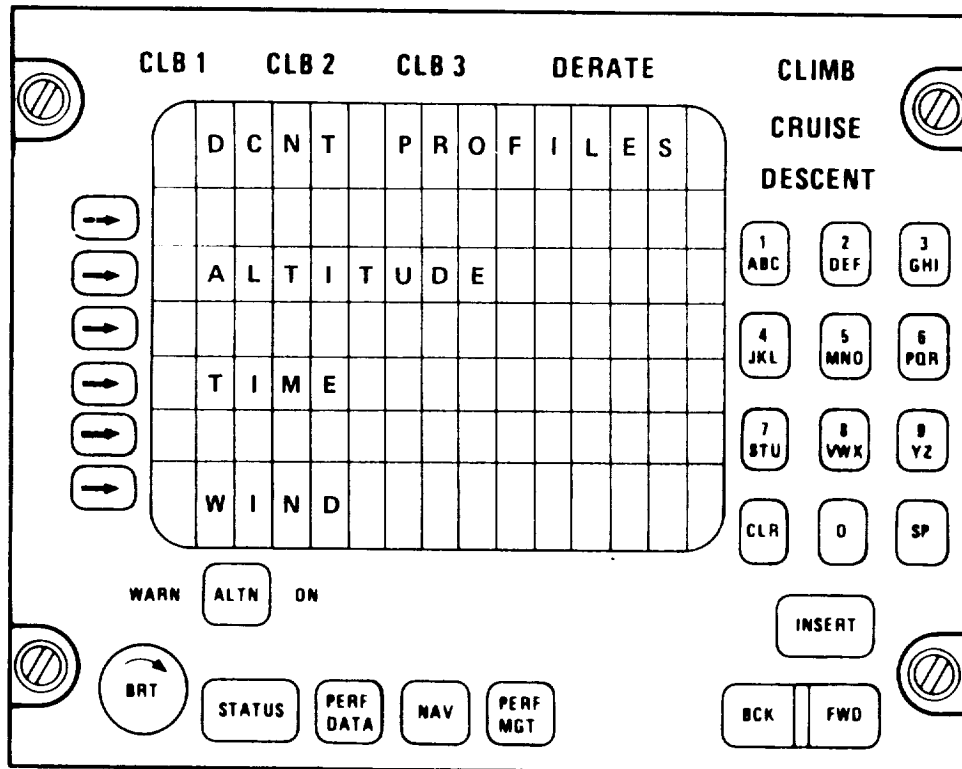 CLB 1 CLB 2 CLB 3 DERATE CLIMB
CRUISE
DESCENT
DCNT PROFILES
ALTITUDE
TIME
WIND
1 2 3
ABC DEF GHI
4 5 6
JKL MNO PQR
7 8 9
STU VWX YZ
CLR 0 SP
WARN ALTN ON
INSERT
BRT
STATUS
PERF
DATA
NAV
PERF
MGT
BCK FWD